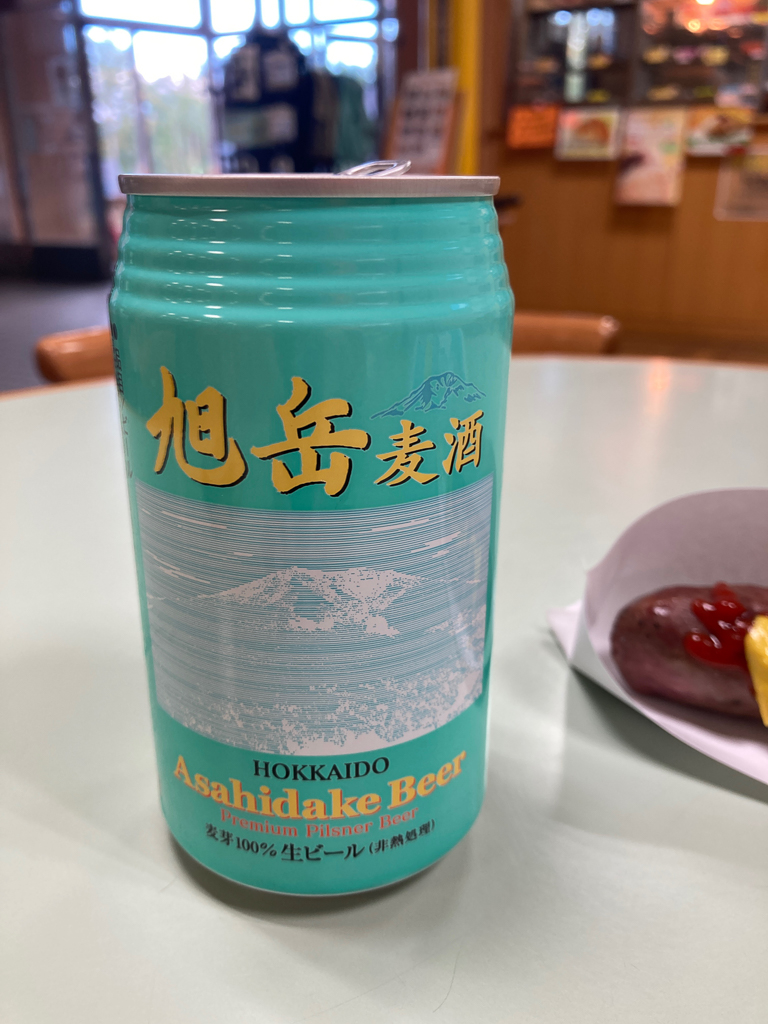 旭岳麦酒
HOKKAIDO
Asahidake Beer
Premium Pilsner Beer
麦芽100% 生ビール (非熱処理)